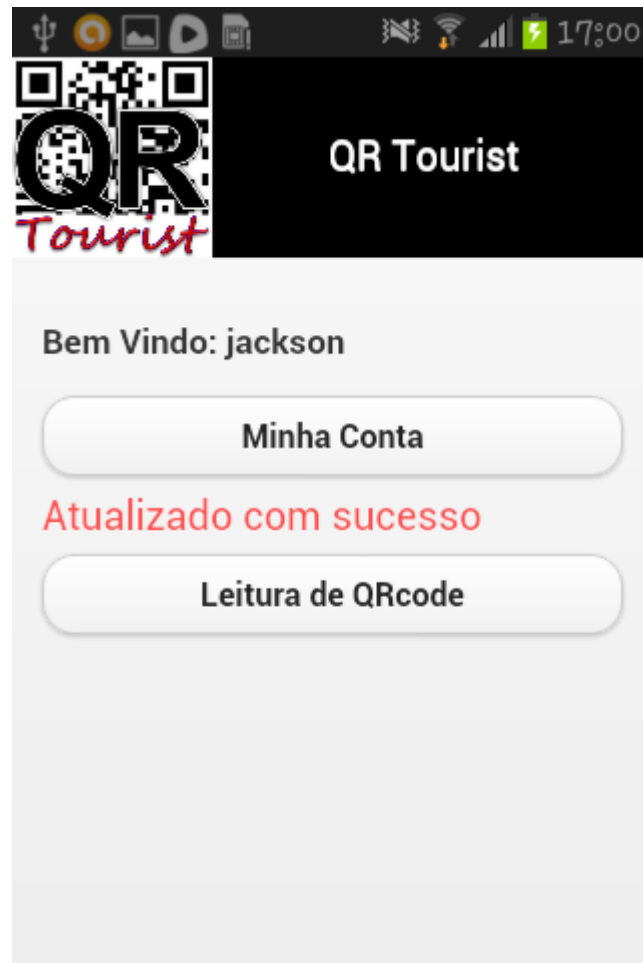 17:00
QR
Tourist
QR Tourist
Bem Vindo: jackson
Minha Conta
Atualizado com sucesso
Leitura de QRcode